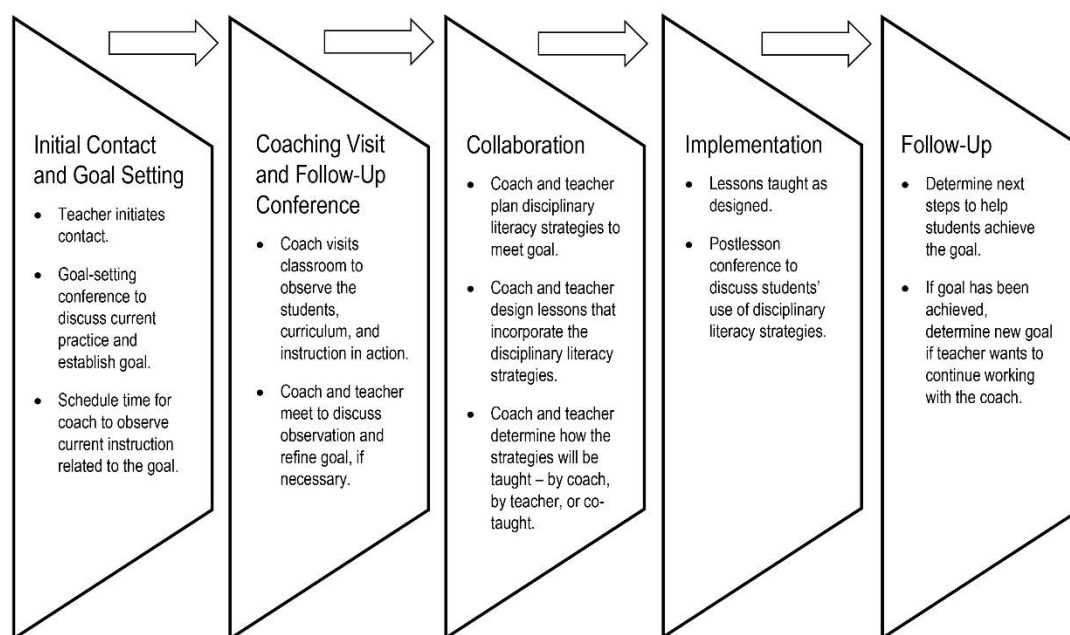 Initial Contact
and Goal Setting
• Teacher initiates
contact.
• Goal-setting
conference to
discuss current
practice and
establish goal.
• Schedule time for
coach to observe
current instruction
related to the goal.
Coaching Visit
and Follow-Up
Conference
• Coach visits
classroom to
observe the
students,
curriculum, and
instruction in action.
• Coach and teacher
meet to discuss
observation and
refine goal, if
necessary.
Collaboration
• Coach and teacher
plan disciplinary
literacy strategies to
meet goal.
• Coach and teacher
design lessons that
incorporate the
disciplinary literacy
strategies.
• Coach and teacher
determine how the
strategies will be
taught – by coach,
by teacher, or co-
taught.
Implementation
• Lessons taught as
designed.
• Postlesson
conference to
discuss students’
use of disciplinary
literacy strategies.
Follow-Up
• Determine next
steps to help
students achieve
the goal.
• If goal has been
achieved,
determine new goal
if teacher wants to
continue working
with the coach.